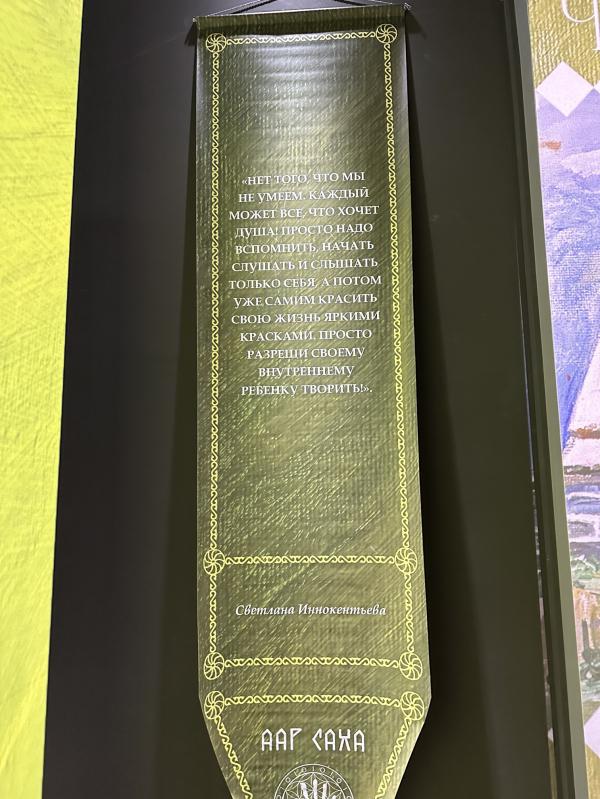 «НЕТ ТОГО, ЧТО МЫ
НЕ УМЕЕМ. КАЖДЫЙ
МОЖЕТ ВСЕ, ЧТО ХОЧЕТ
ДУША! ПРОСТО НАДО
ВСПОМНИТЬ, НАЧАТЬ
СЛУШАТЬ И СЛЫШАТЬ
ТОЛЬКО СЕБЯ. А ПОТОМ
УЖЕ САМИМ КРАСИТЬ
СВОЮ ЖИЗНЬ ЯРКИМИ
КРАСКАМИ. ПРОСТО
РАЗРЕШИ СВОЕМУ
ВНУТРЕННЕМУ
РЕБЕНКУ ТВОРИТЬ!».
Светлана Иннокентьева
ААР САХА